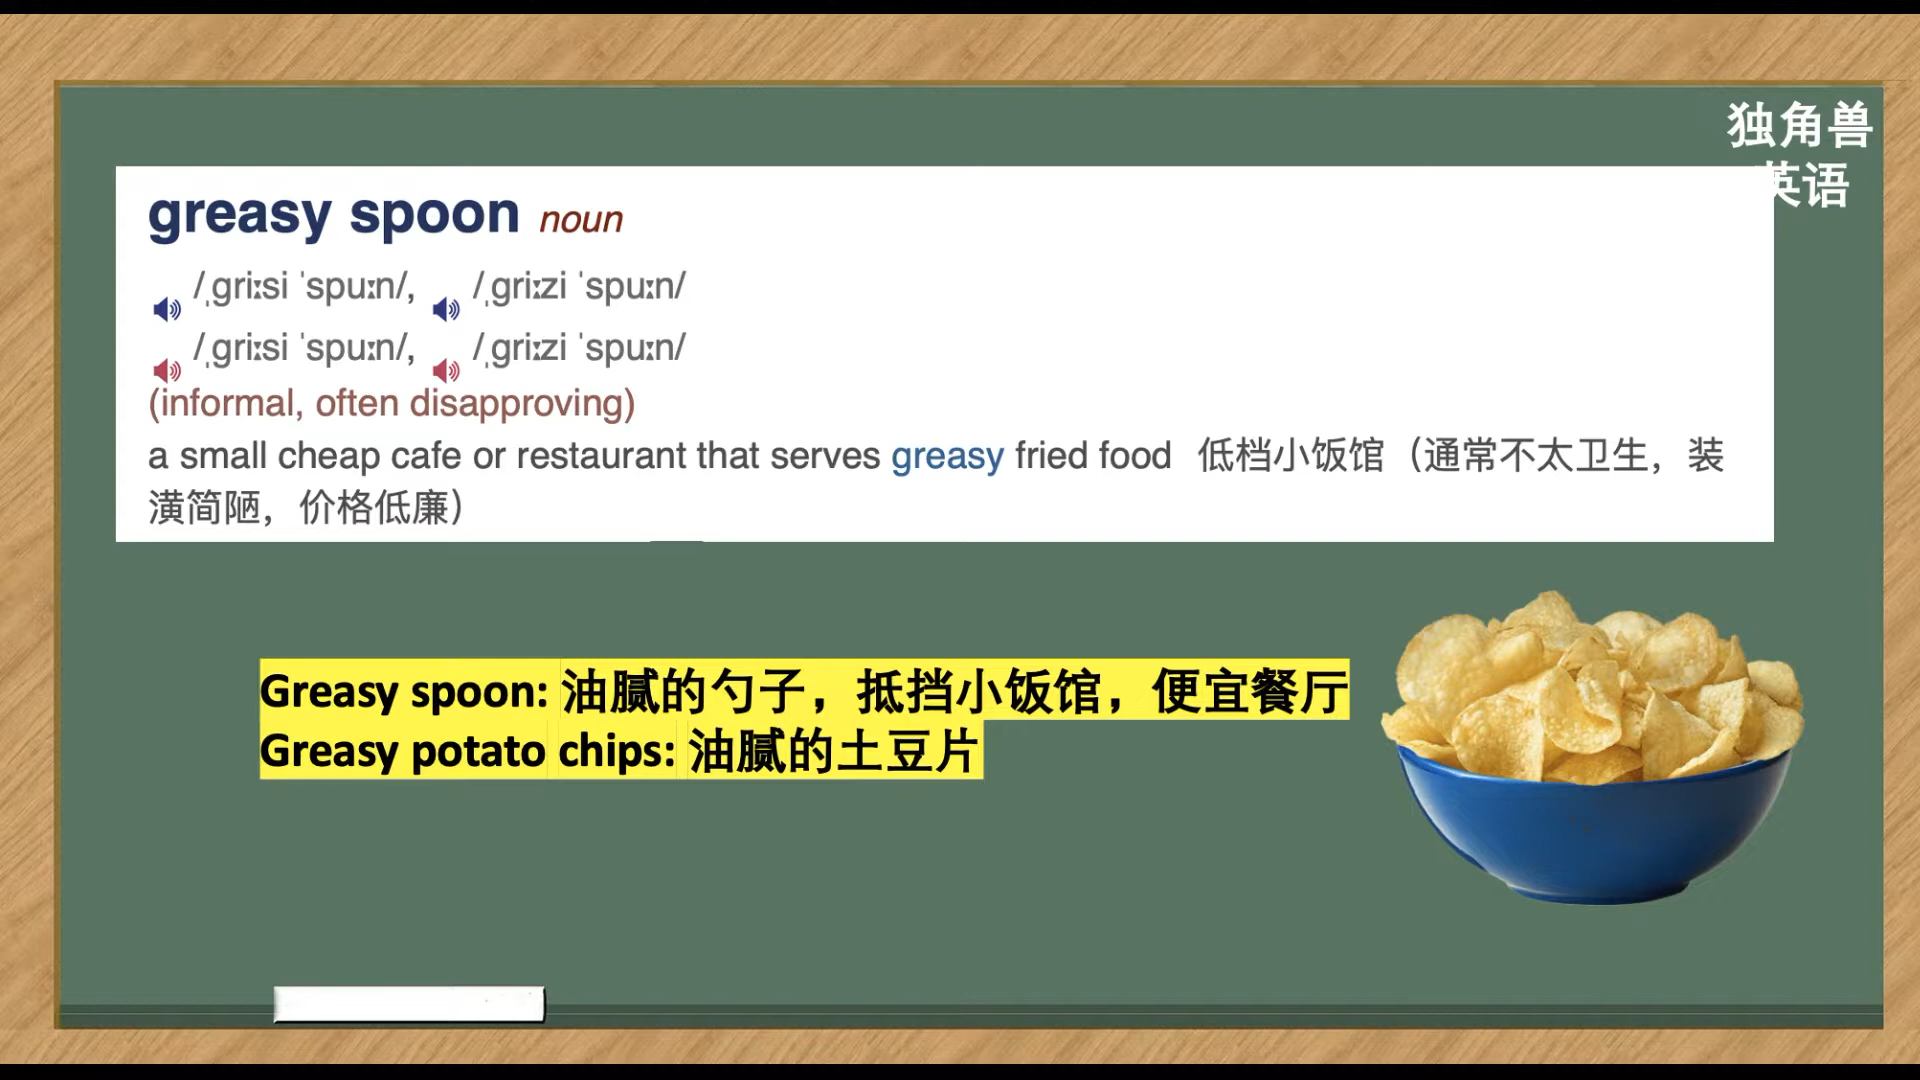 独角兽
英语
greasy spoon noun
/ˌɡriːsi ˈspuːn/, /ˌɡriːzi ˈspuːn/
/ˌɡriːsi ˈspuːn/, /ˌɡriːzi ˈspuːn/
(informal, often disapproving)
a small cheap cafe or restaurant that serves greasy fried food 低档小饭馆（通常不太卫生，装
潢简陋，价格低廉）
Greasy spoon: 油腻的勺子，抵挡小饭馆，便宜餐厅
Greasy potato chips: 油腻的土豆片